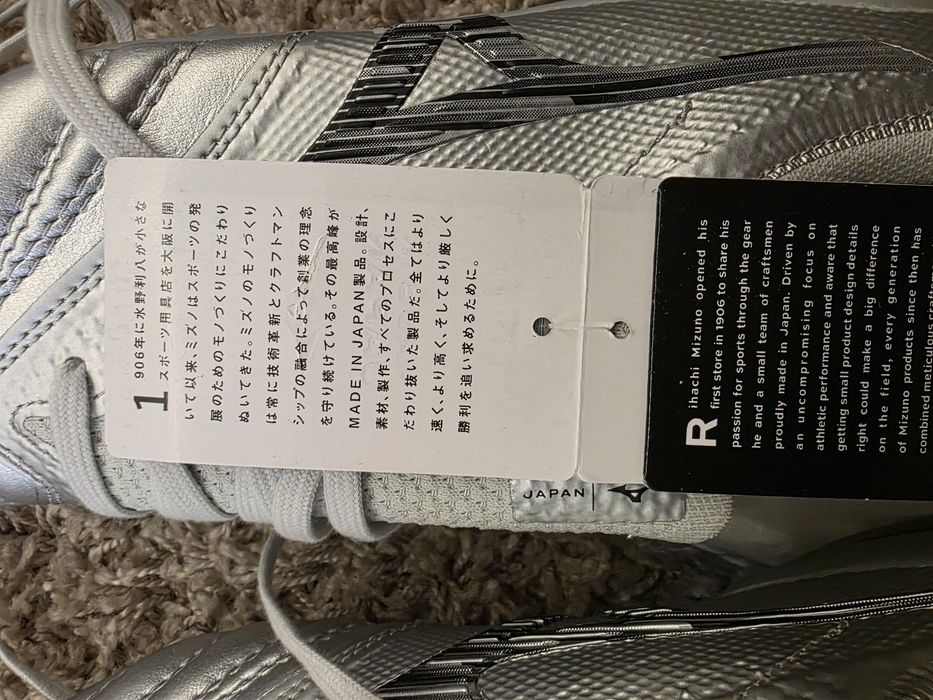 1906年に水野利八が小さな
スポーツ用具店を大阪に開
いて以来、ミズノはスポーツの発
展のためのモノづくりにこだわり
ぬいてきた。ミズノのモノづくり
は常に技術革新とクラフトマン
シップの融合によって創業の理念
を守り続けている。その最高峰が
MADE IN JAPAN製品。設計、
素材、製作、すべてのプロセスにこ
だわり抜いた製品だ。全てはより
速く、より高く、そしてより厳しく
勝利を追い求めるために。
Rihachi Mizuno opened his
first store in 1906 to share his
passion for sports through the gear
he and a small team of craftsmen
proudly made in Japan. Driven by
an uncompromising focus on
athletic performance and aware that
getting small product design details
right could make a big difference
on the field, every generation
of Mizuno products since then has
combined meticulous
JAPAN